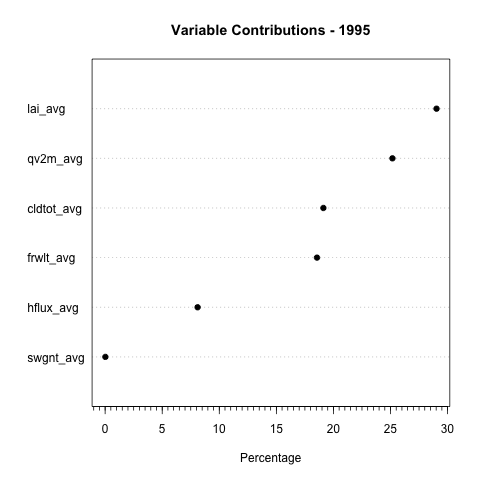 Variable Contributions - 1995
lai_avg
qv2m_avg
cldtot_avg
frwlt_avg
hflux_avg
swgnt_avg
0 5 10 15 20 25 30
Percentage